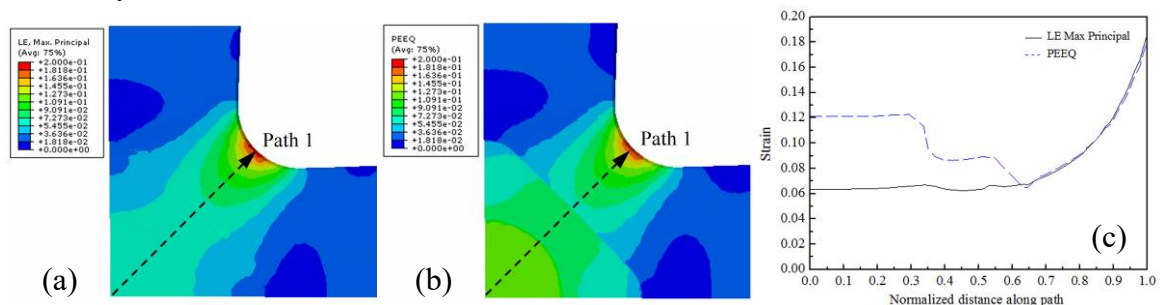 LE, Max. Principal
(Avg: 75%)
+2.000e-01
+1.818e-01
+1.636e-01
+1.455e-01
+1.273e-01
+1.091e-01
+9.091e-02
+7.273e-02
+5.455e-02
+3.636e-02
+1.818e-02
+0.000e+00
Path 1
(a)
PEEQ
(Avg: 75%)
+2.000e-01
+1.818e-01
+1.636e-01
+1.455e-01
+1.273e-01
+1.091e-01
+9.091e-02
+7.273e-02
+5.455e-02
+3.636e-02
+1.818e-02
+0.000e+00
Path 1
(b)
0.20
0.18
0.16
0.14
0.12
0.10
0.08
0.06
0.04
0.02
0.00
Strain
LE Max Principal
PEEQ
(c)
0.0 0.1 0.2 0.3 0.4 0.5 0.6 0.7 0.8 0.9 1.0
Normalized distance along path